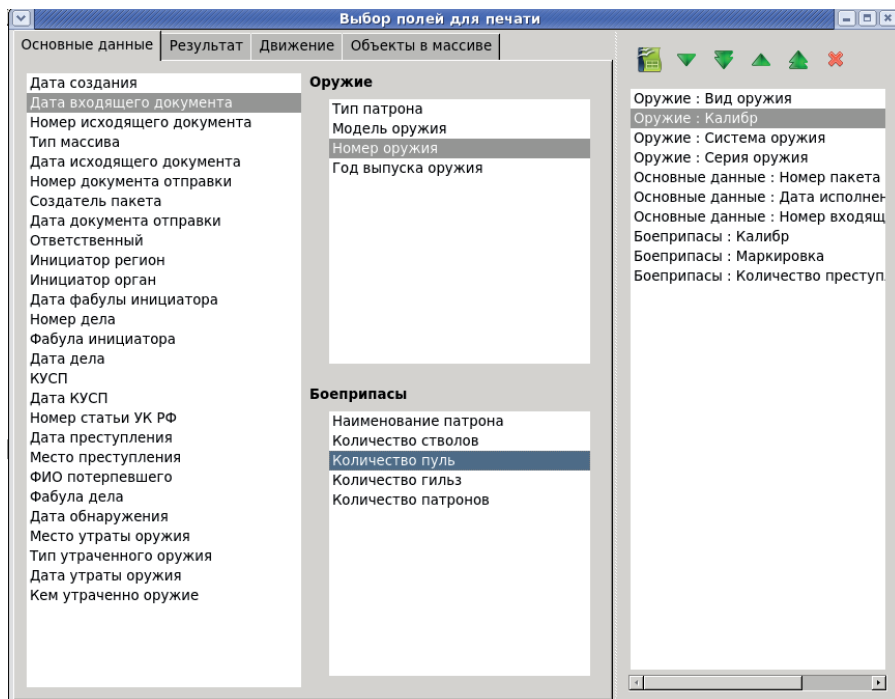 Выбор полей для печати
Основные данные
Результат
Движение
Объекты в массиве
Дата создания
Дата входящего документа
Номер исходящего документа
Тип массива
Дата исходящего документа
Номер документа отправки
Создатель пакета
Дата документа отправки
Ответственный
Инициатор регион
Инициатор орган
Дата фабулы инициатора
Номер дела
Фабула инициатора
Дата дела
КУСП
Дата КУСП
Номер статьи УК РФ
Дата преступления
Место преступления
ФИО потерпевшего
Фабула дела
Дата обнаружения
Место утраты оружия
Тип утраченного оружия
Дата утраты оружия
Кем утраченно оружие
Оружие
Тип патрона
Модель оружия
Номер оружия
Год выпуска оружия
Боеприпасы
Наименование патрона
Количество стволов
Количество пуль
Количество гильз
Количество патронов
Оружие : Вид оружия
Оружие : Калибр
Оружие : Система оружия
Оружие : Серия оружия
Основные данные : Номер пакета
Основные данные : Дата исполнен
Основные данные : Номер входящ
Боеприпасы : Калибр
Боеприпасы : Маркировка
Боеприпасы : Количество преступ.